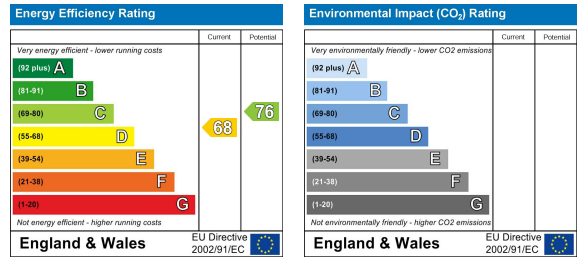 Energy Efficiency Rating
Current Potential
Very energy efficient - lower running costs
(92 plus) A
(81-91) B
(69-80) C
(55-68) D
(39-54) E
(21-38) F
(1-20) G
68
76
Not energy efficient - higher running costs
England & Wales
EU Directive
2002/91/EC
Environmental Impact (CO₂) Rating
Current Potential
Very environmentally friendly - lower CO2 emissions
(92 plus) A
(81-91) B
(69-80) C
(55-68) D
(39-54) E
(21-38) F
(1-20) G
Not environmentally friendly - higher CO2 emissions
England & Wales
EU Directive
2002/91/EC